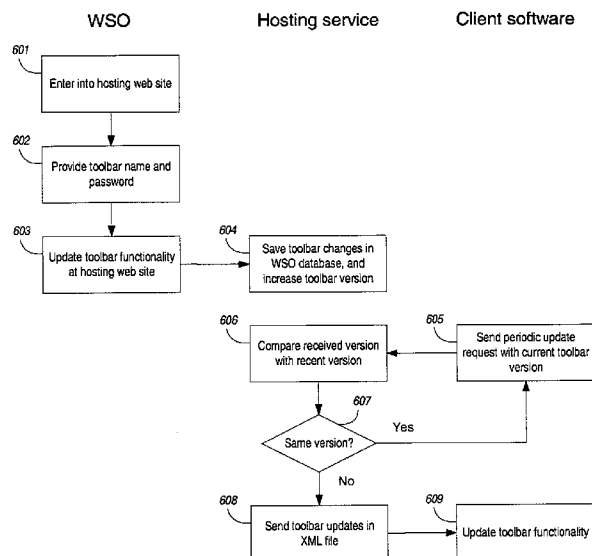 WSO
Hosting service
Client software
601
Enter into hosting web site
602
Provide toolbar name and
password
603
Update toolbar functionality
at hosting web site
604
Save toolbar changes in
WSO database, and
increase toolbar version
605
Send periodic update
request with current toolbar
version
606
Compare received version
with recent version
607
Same version?
Yes
No
608
Send toolbar updates in
XML file
609
Update toolbar functionality